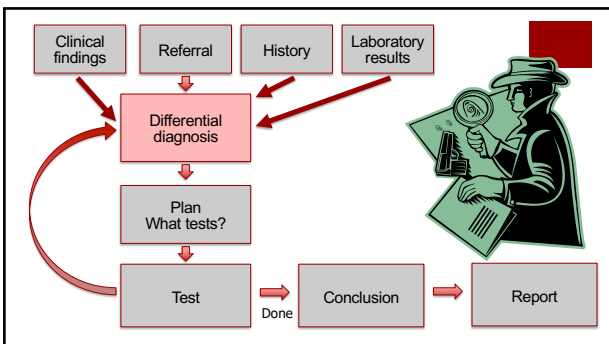 Clinical
findings
Referral
History
Laboratory
results
Differential
diagnosis
Plan
What tests?
Test
Done
Conclusion
Report